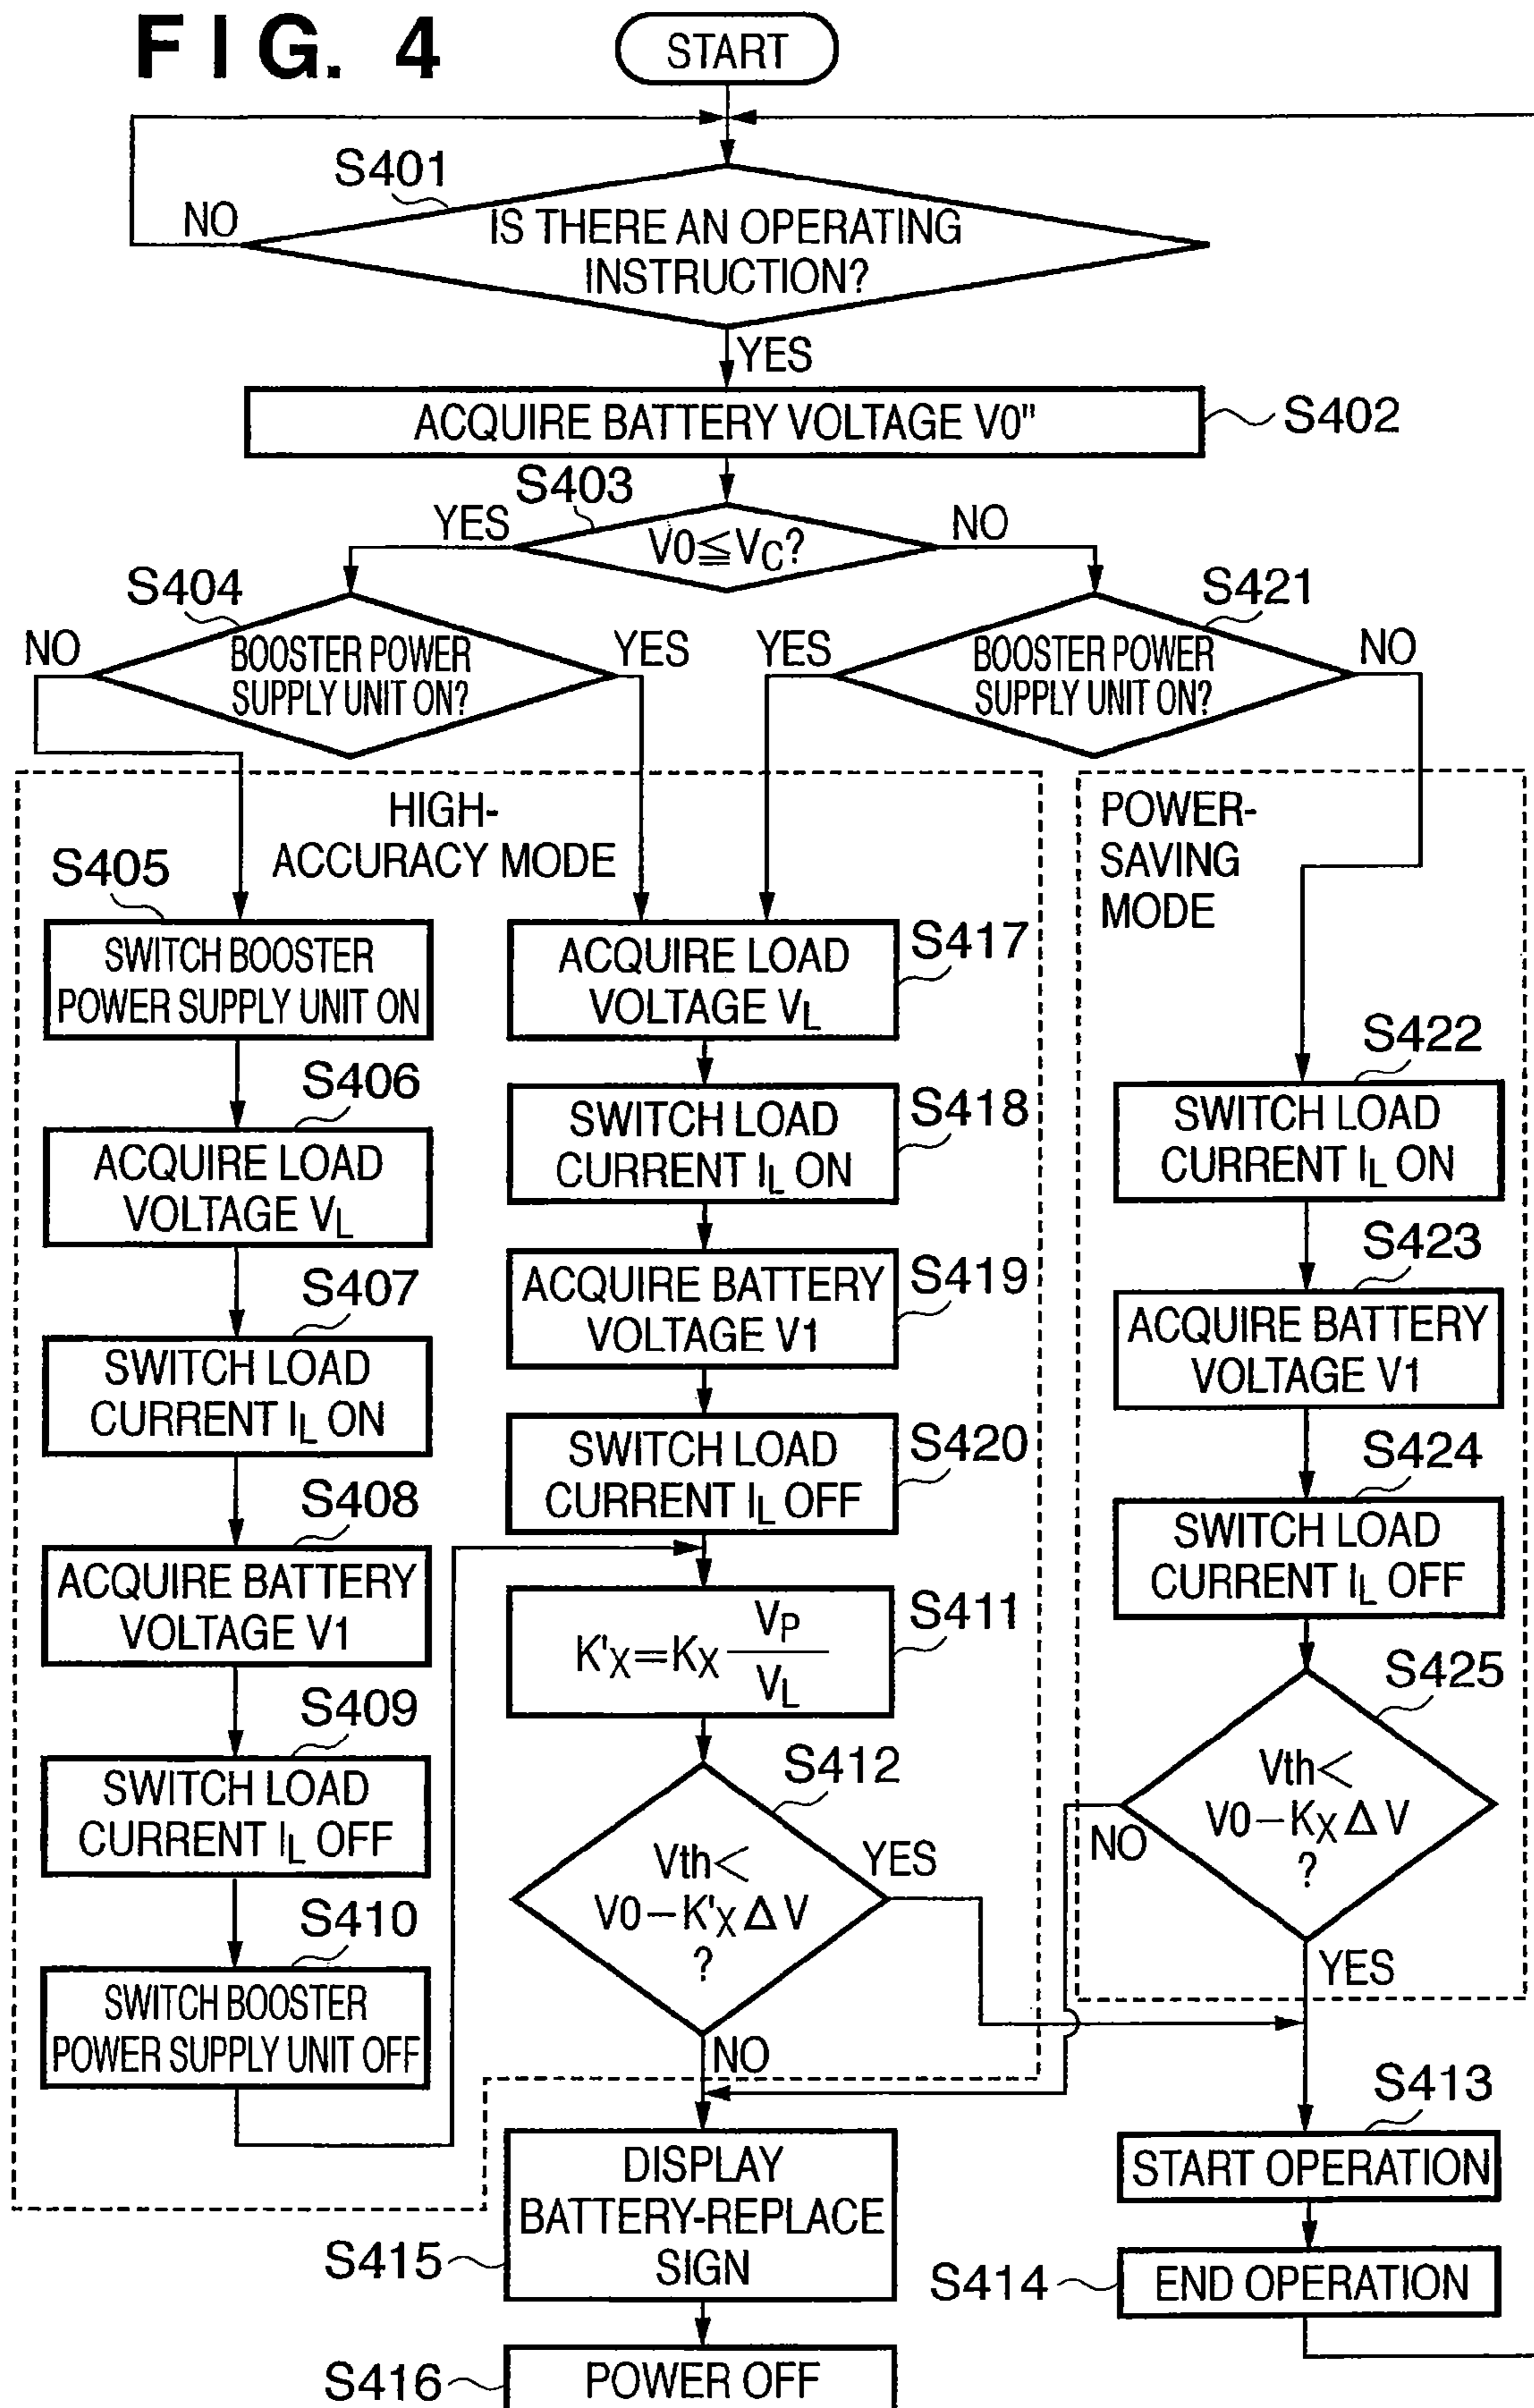 FIG. 4
START
S401
NO
IS THERE AN OPERATING
INSTRUCTION?
YES
ACQUIRE BATTERY VOLTAGE V0"
S402
S403
YES
V0≦VC?
NO
S404
NO
BOOSTER POWER
SUPPLY UNIT ON?
YES
S421
YES
BOOSTER POWER
SUPPLY UNIT ON?
NO
HIGH-
ACCURACY MODE
POWER-
SAVING
MODE
S405
SWITCH BOOSTER
POWER SUPPLY UNIT ON
S406
ACQUIRE LOAD
VOLTAGE VL
S407
SWITCH LOAD
CURRENT IL ON
S408
ACQUIRE BATTERY
VOLTAGE V1
S409
SWITCH LOAD
CURRENT IL OFF
S410
SWITCH BOOSTER
POWER SUPPLY UNIT OFF
S417
ACQUIRE LOAD
VOLTAGE VL
S418
SWITCH LOAD
CURRENT IL ON
S419
ACQUIRE BATTERY
VOLTAGE V1
S420
SWITCH LOAD
CURRENT IL OFF
S411
K'X=KX VP/VL
S412
Vth<
V0−K'XΔV
?
YES
NO
S422
SWITCH LOAD
CURRENT IL ON
S423
ACQUIRE BATTERY
VOLTAGE V1
S424
SWITCH LOAD
CURRENT IL OFF
S425
Vth<
V0−KXΔV
?
NO
YES
S413
START OPERATION
S414
END OPERATION
S415
DISPLAY
BATTERY-REPLACE
SIGN
S416
POWER OFF